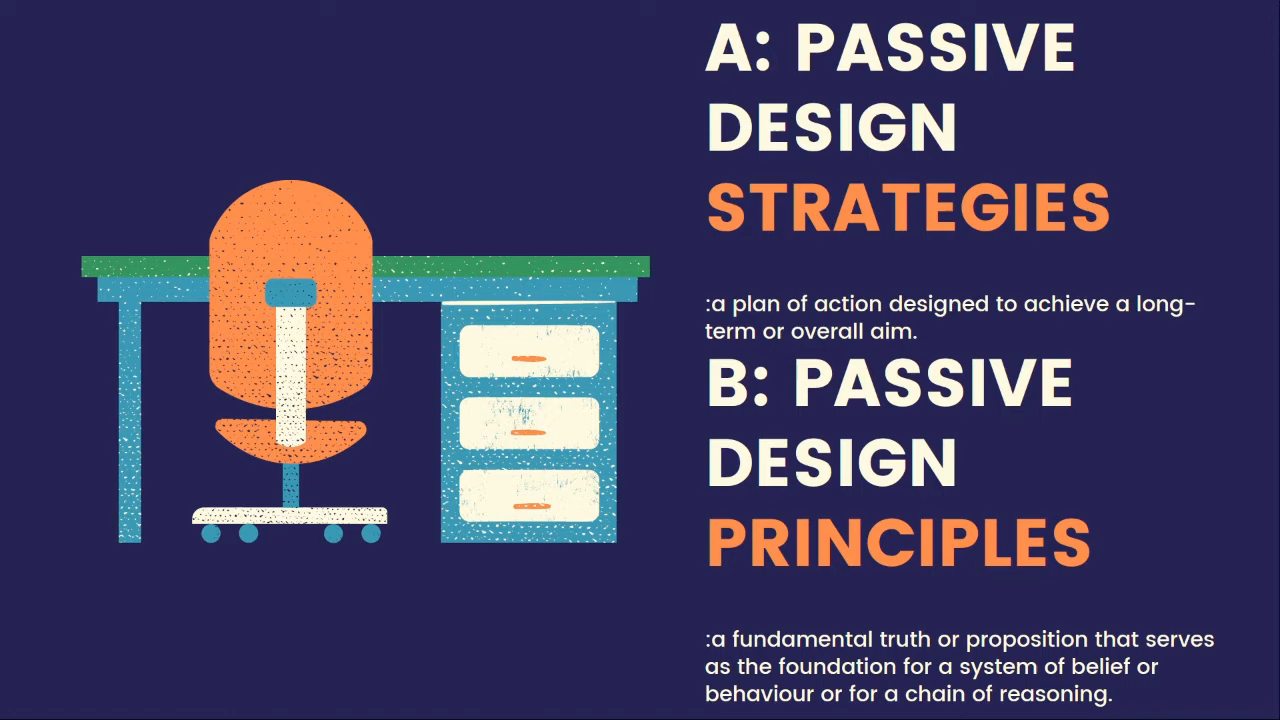 A: PASSIVE
DESIGN
STRATEGIES
:a plan of action designed to achieve a long-
term or overall aim.
B: PASSIVE
DESIGN
PRINCIPLES
:a fundamental truth or proposition that serves
as the foundation for a system of belief or
behaviour or for a chain of reasoning.